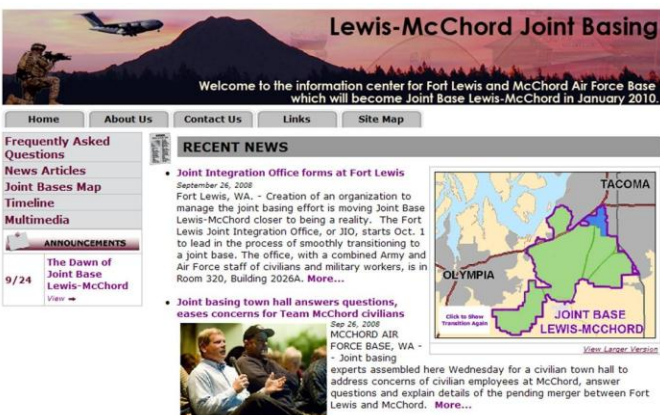 Lewis-McChord Joint Basing
Welcome to the information center for Fort Lewis and McChord Air Force Base
which will become Joint Base Lewis-McChord in January 2010.
Home
About Us
Contact Us
Links
Site Map
Frequently Asked
Questions
News Articles
Joint Bases Map
Timeline
Multimedia
ANNOUNCEMENTS
9/24
The Dawn of
Joint Base
Lewis-McChord
View →
RECENT NEWS
• Joint Integration Office forms at Fort Lewis
September 26, 2008
Fort Lewis, WA. - Creation of an organization to
manage the joint basing effort is moving Joint Base
Lewis-McChord closer to being a reality. The Fort
Lewis Joint Integration Office, or JIO, starts Oct. 1
to lead in the process of smoothly transitioning to
a joint base. The office, with a combined Army and
Air Force staff of civilians and military workers, is in
Room 320, Building 2026A. More...
TACOMA
OLYMPIA
JOINT BASE
LEWIS-MCCHORD
Click to Show
Transition Again
View Larger Version
• Joint basing town hall answers questions,
eases concerns for Team McChord civilians
Sep 26, 2008
MCCHORD AIR
FORCE BASE, WA -
- Joint basing
experts assembled here Wednesday for a civilian town hall to
address concerns of civilian employees at McChord, answer
questions and explain details of the pending merger between Fort
Lewis and McChord. More...